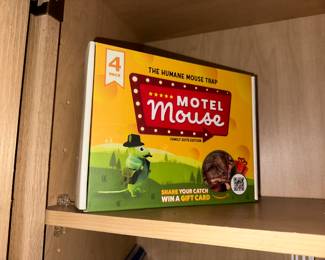 4
PACK
THE HUMANE MOUSE TRAP
MOTEL
Mouse
FAMILY SUITE EDITION
SHARE YOUR CATCH
WIN A GIFT CARD